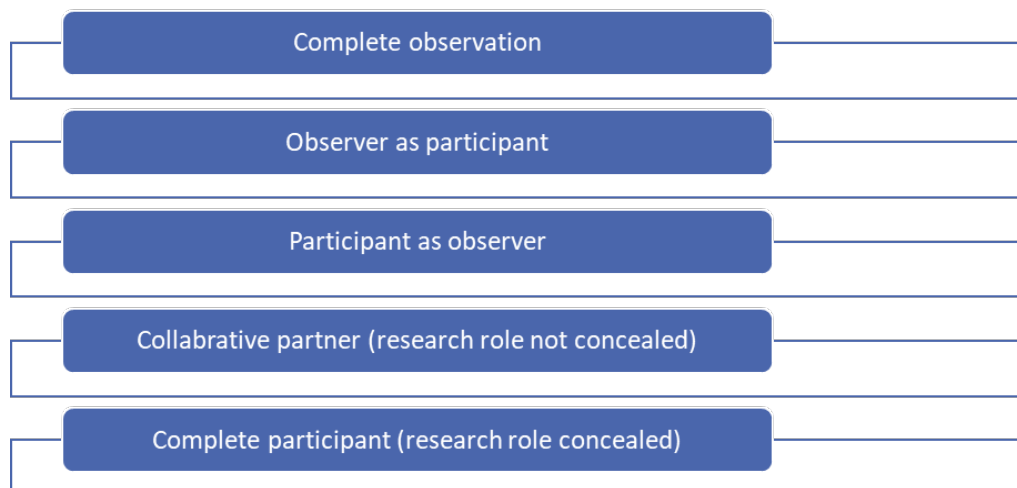 Complete observation
Observer as participant
Participant as observer
Collabrative partner (research role not concealed)
Complete participant (research role concealed)